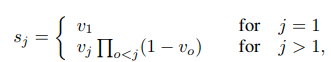 s_j = { v_1 for j = 1
v_j ∏_{o<j}(1 − v_o) for j > 1,